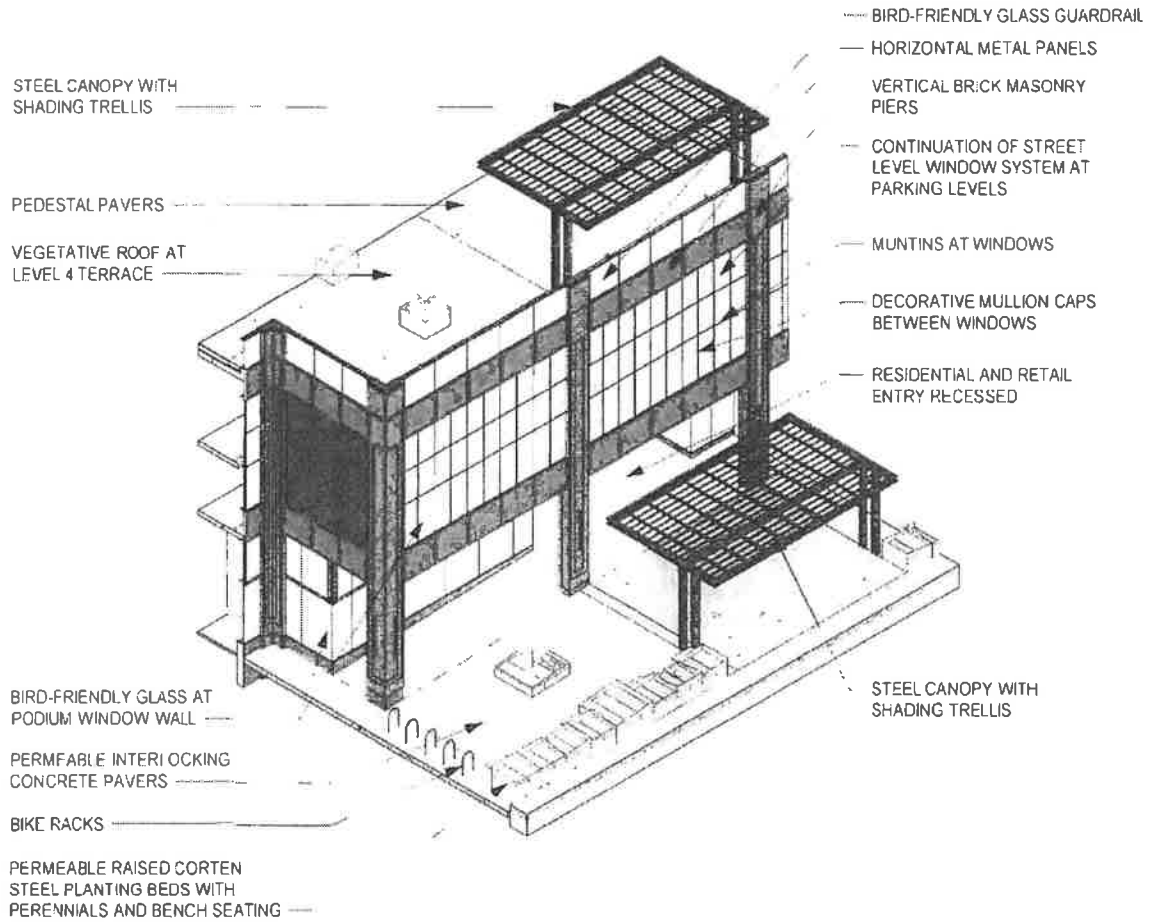 BIRD-FRIENDLY GLASS GUARDRAIL
HORIZONTAL METAL PANELS
VERTICAL BRICK MASONRY
PIERS
CONTINUATION OF STREET
LEVEL WINDOW SYSTEM AT
PARKING LEVELS
MUNTINS AT WINDOWS
DECORATIVE MULLION CAPS
BETWEEN WINDOWS
RESIDENTIAL AND RETAIL
ENTRY RECESSED
STEEL CANOPY WITH
SHADING TRELLIS
STEEL CANOPY WITH
SHADING TRELLIS
PEDESTAL PAVERS
VEGETATIVE ROOF AT
LEVEL 4 TERRACE
BIRD-FRIENDLY GLASS AT
PODIUM WINDOW WALL
PERMEABLE INTERLOCKING
CONCRETE PAVERS
BIKE RACKS
PERMEABLE RAISED CORTEN
STEEL PLANTING BEDS WITH
PERENNIALS AND BENCH SEATING